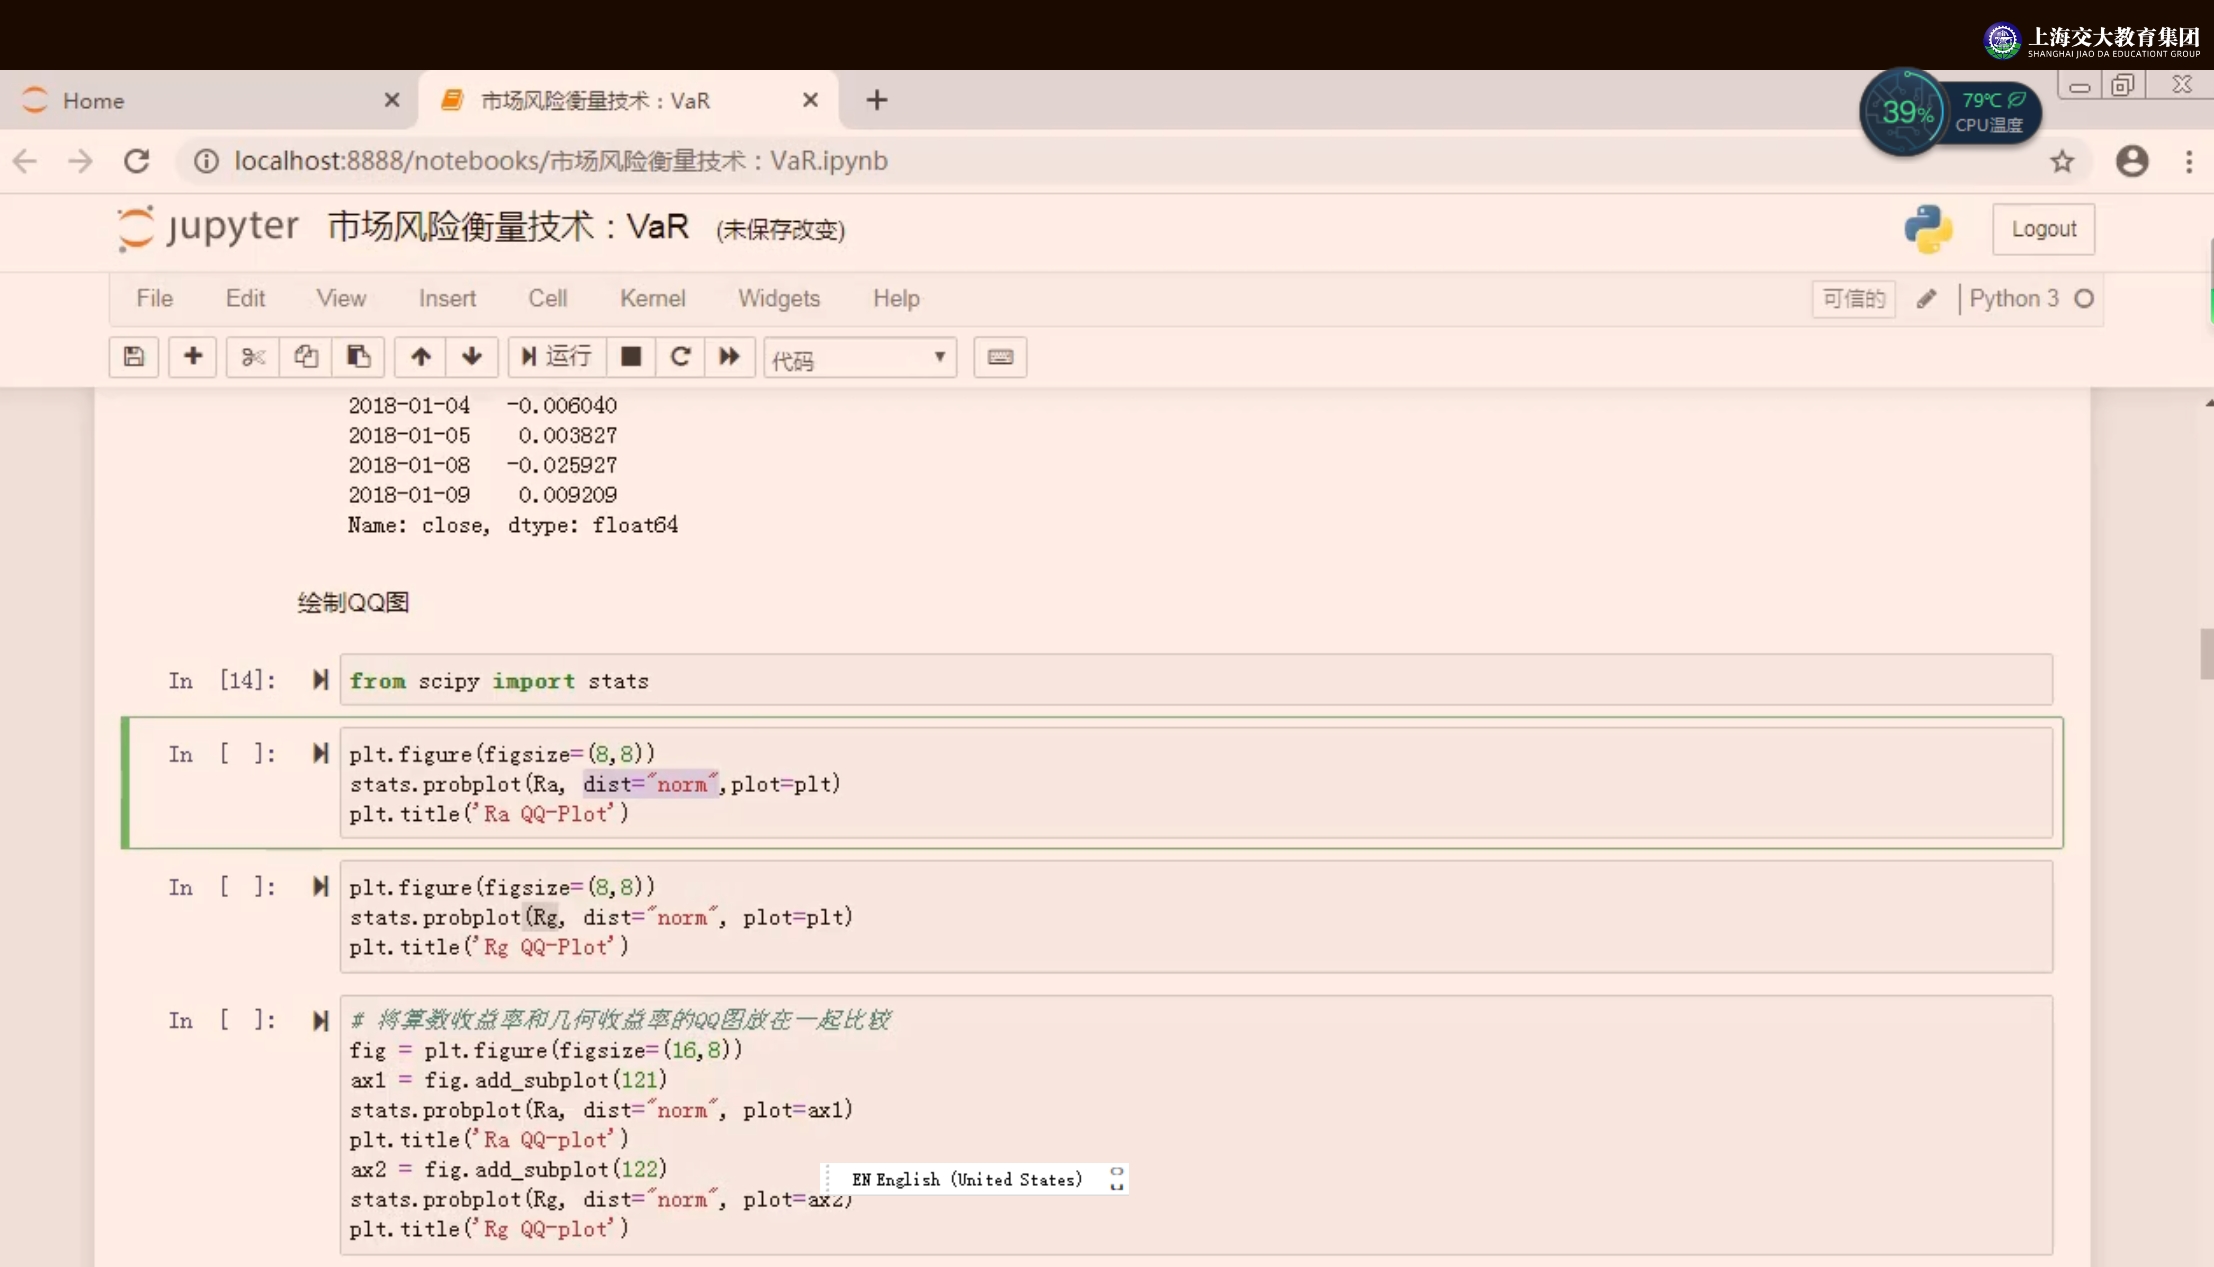 上海交大教育集团
SHANGHAI JIAO DA EDUCATIONT GROUP
Home
市场风险衡量技术：VaR
39%
79℃
CPU温度
localhost:8888/notebooks/市场风险衡量技术：VaR.ipynb
jupyter 市场风险衡量技术：VaR (未保存改变)
Logout
File Edit View Insert Cell Kernel Widgets Help
可信的 Python 3
运行 代码
2018-01-04 -0.006040
2018-01-05 0.003827
2018-01-08 -0.025927
2018-01-09 0.009209
Name: close, dtype: float64
绘制QQ图
In [14]: from scipy import stats
In [ ]: plt.figure(figsize=(8,8))
stats.probplot(Ra, dist="norm",plot=plt)
plt.title('Ra QQ-Plot')
In [ ]: plt.figure(figsize=(8,8))
stats.probplot(Rg, dist="norm", plot=plt)
plt.title('Rg QQ-Plot')
In [ ]: # 将算数收益率和几何收益率的QQ图放在一起比较
fig = plt.figure(figsize=(16,8))
ax1 = fig.add_subplot(121)
stats.probplot(Ra, dist="norm", plot=ax1)
plt.title('Ra QQ-plot')
ax2 = fig.add_subplot(122)
EN English (United States)
stats.probplot(Rg, dist="norm", plot=ax2)
plt.title('Rg QQ-plot')